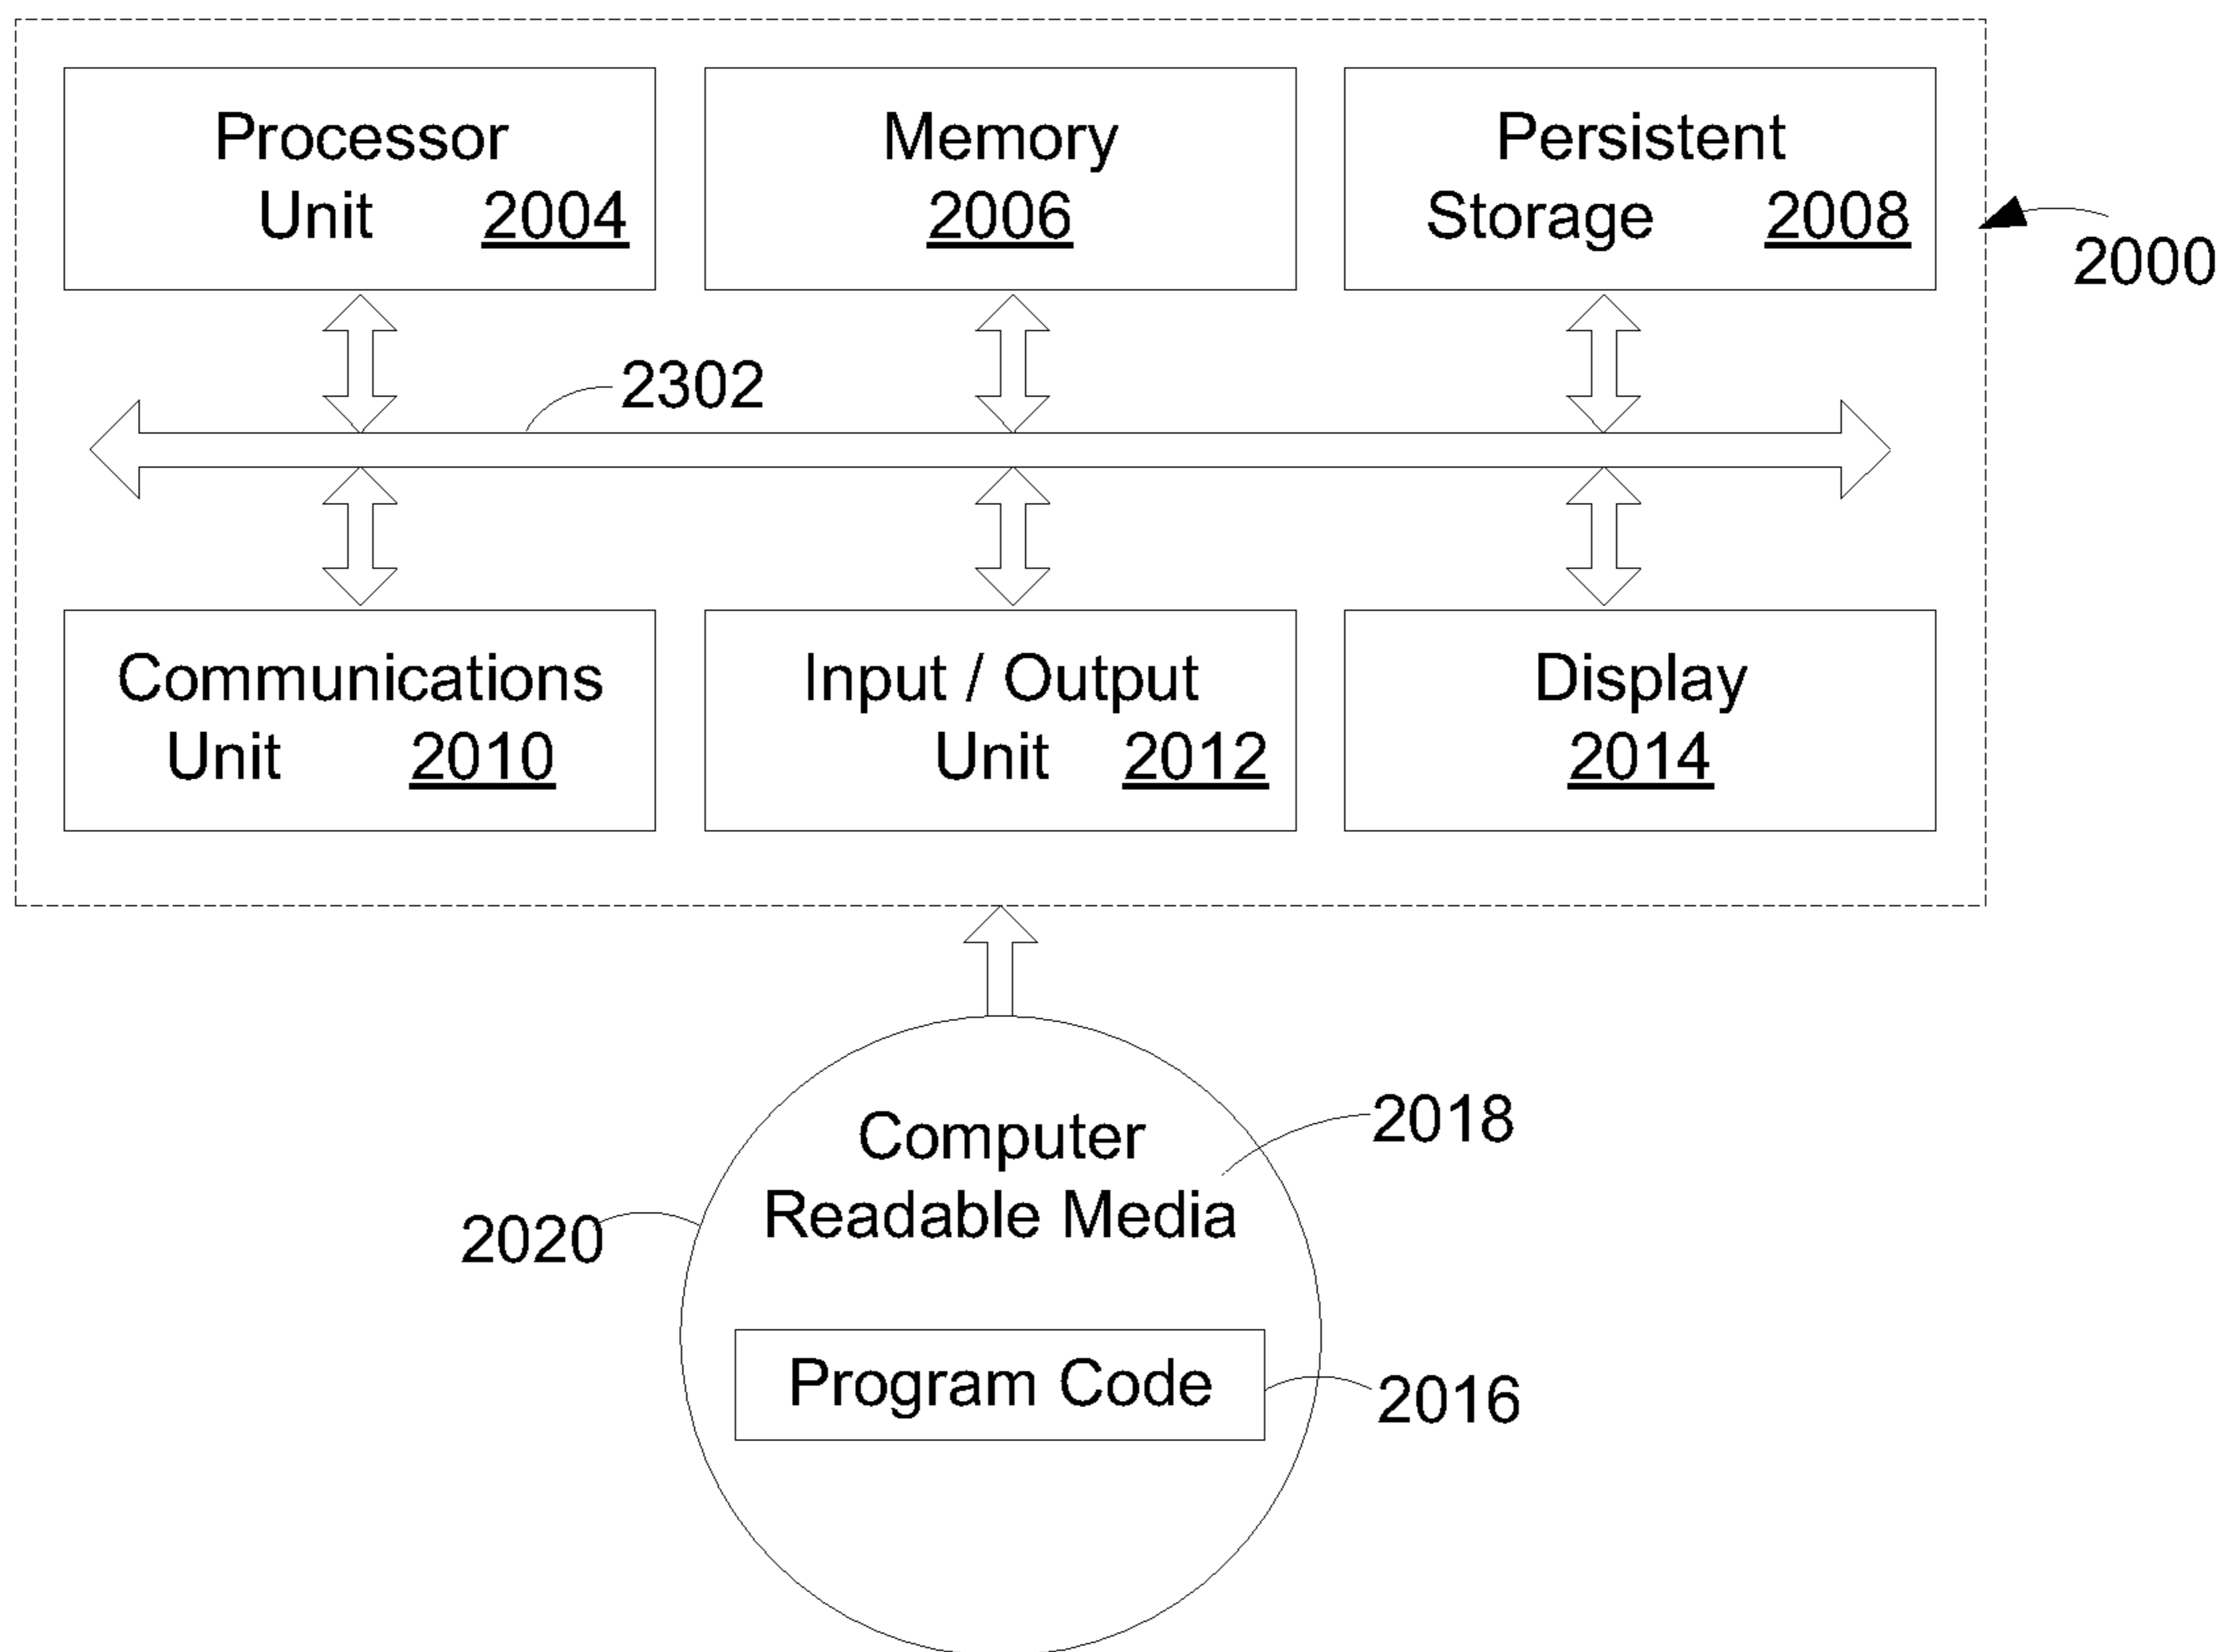 Processor
Unit 2004
Memory
2006
Persistent
Storage 2008
2000
2302
Communications
Unit 2010
Input / Output
Unit 2012
Display
2014
Computer
Readable Media
2018
2020
Program Code
2016